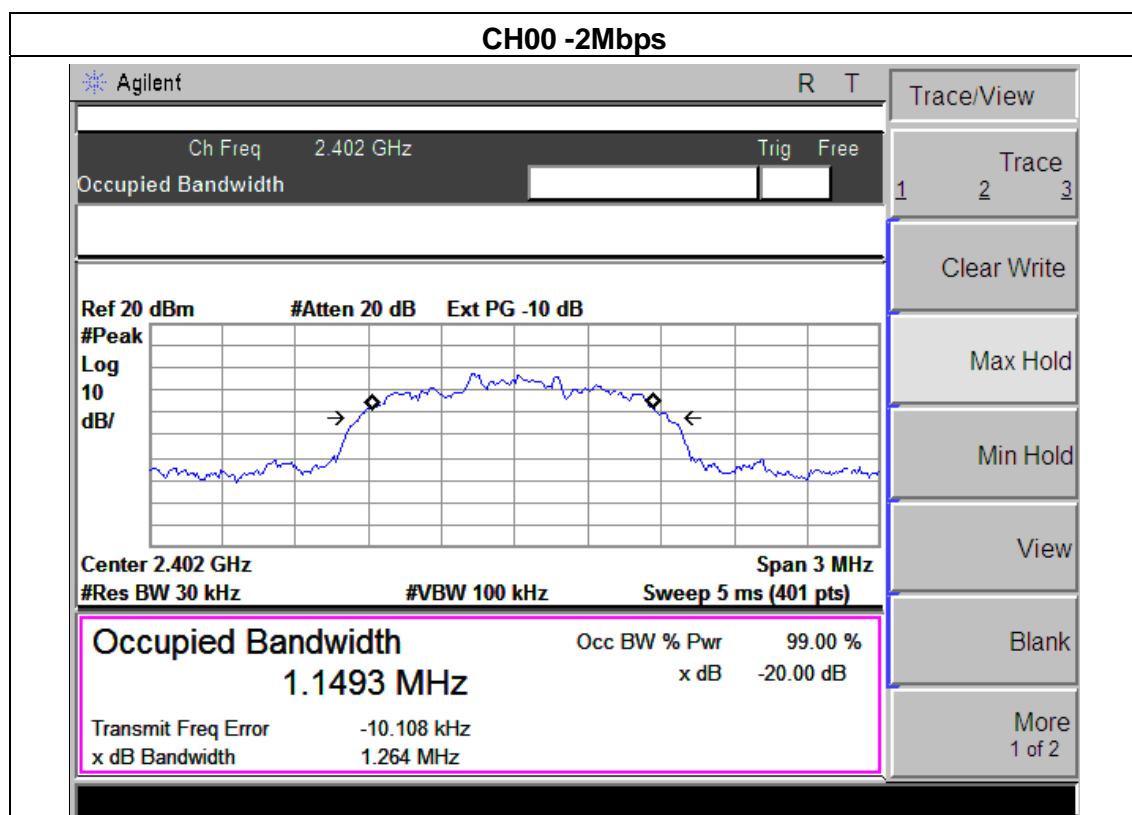 CH00 -2Mbps
Agilent R T
Ch Freq 2.402 GHz Trig Free
Occupied Bandwidth
Ref 20 dBm #Atten 20 dB Ext PG -10 dB
#Peak
Log
10
dB/
Center 2.402 GHz Span 3 MHz
#Res BW 30 kHz #VBW 100 kHz Sweep 5 ms (401 pts)
Occupied Bandwidth Occ BW % Pwr 99.00 %
1.1493 MHz x dB -20.00 dB
Transmit Freq Error -10.108 kHz
x dB Bandwidth 1.264 MHz
Trace/View
Trace
1 2 3
Clear Write
Max Hold
Min Hold
View
Blank
More
1 of 2